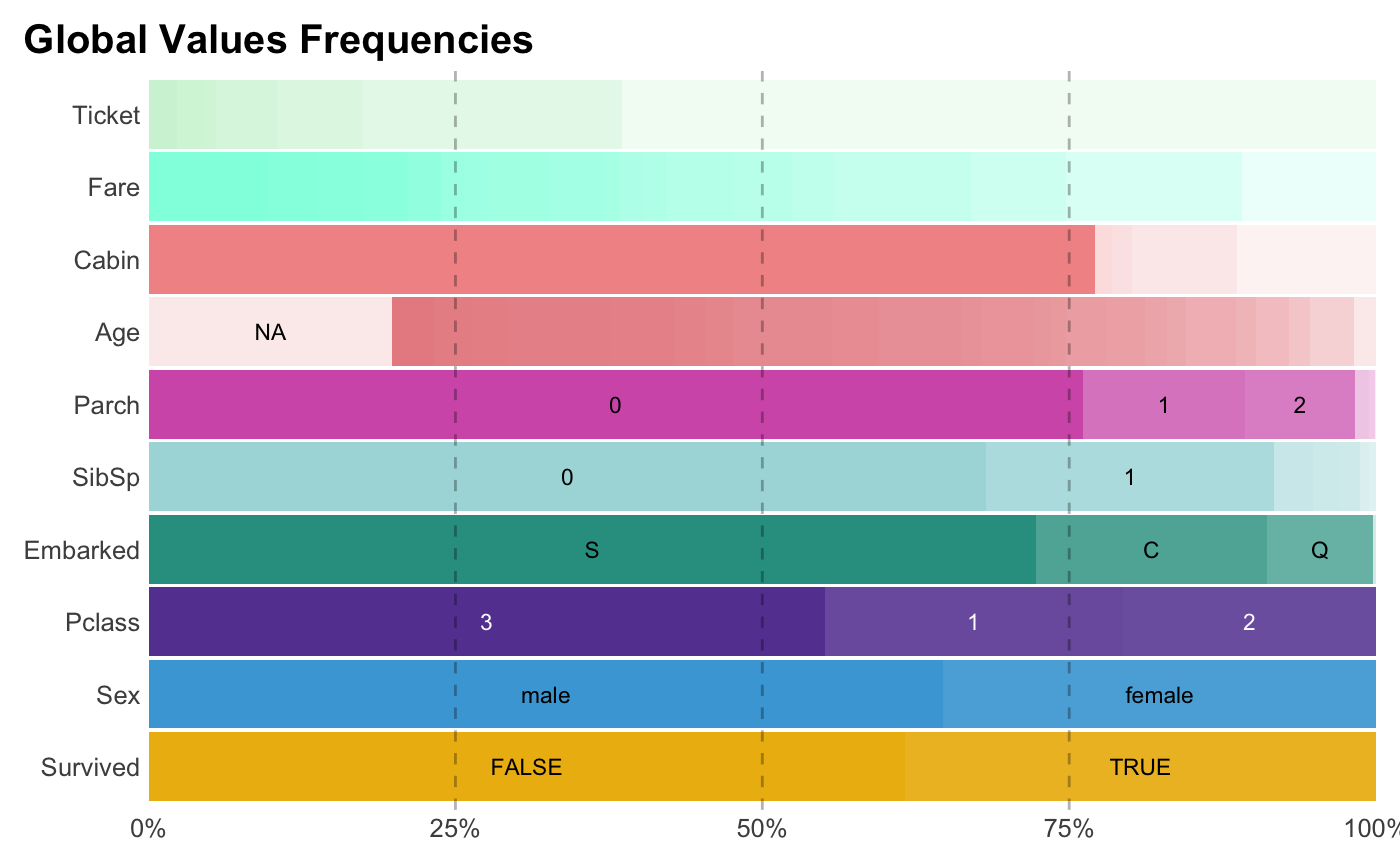 Global Values Frequencies
Ticket
Fare
Cabin
Age NA
Parch 0 1 2
SibSp 0 1
Embarked S C Q
Pclass 3 1 2
Sex male female
Survived FALSE TRUE
0% 25% 50% 75% 100%